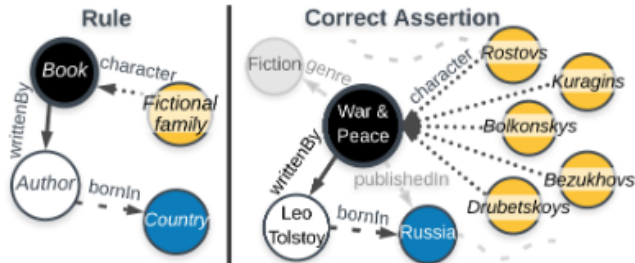 Rule
Book
character
Fictional
family
writtenBy
Author
bornIn
Country
Correct Assertion
Fiction
genre
War &
Peace
character
Rostovs
Kuragins
Bolkonskys
Bezukhovs
Drubetskoys
writtenBy
publishedIn
Leo
Tolstoy
bornIn
Russia